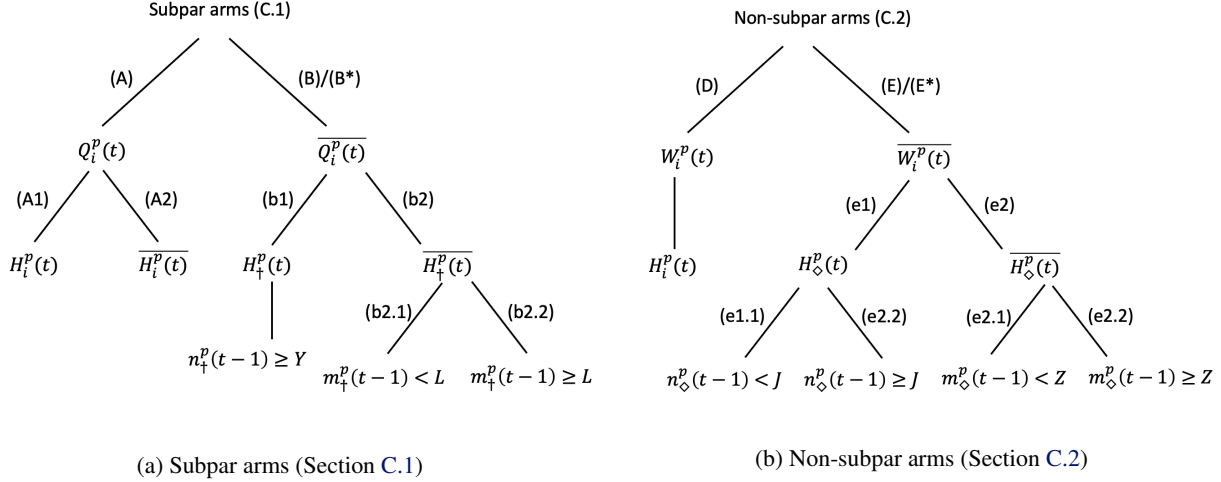 Subpar arms (C.1)
(A)
(B)/(B*)
$Q_i^p(t)$
$\overline{Q_i^p(t)}$
(A1)
(A2)
(b1)
(b2)
$H_i^p(t)$
$\overline{H_i^p(t)}$
$H_†^p(t)$
$\overline{H_†^p(t)}$
(b2.1)
(b2.2)
$n_†^p(t-1) ≥ Y$
$m_†^p(t-1) < L$
$m_†^p(t-1) ≥ L$
(a) Subpar arms (Section C.1)
Non-subpar arms (C.2)
(D)
(E)/(E*)
$W_i^p(t)$
$\overline{W_i^p(t)}$
(e1)
(e2)
$H_i^p(t)$
$H_◇^p(t)$
$\overline{H_◇^p(t)}$
(e1.1)
(e2.2)
(e2.1)
(e2.2)
$n_◇^p(t-1) < J$
$n_◇^p(t-1) ≥ J$
$m_◇^p(t-1) < Z$
$m_◇^p(t-1) ≥ Z$
(b) Non-subpar arms (Section C.2)